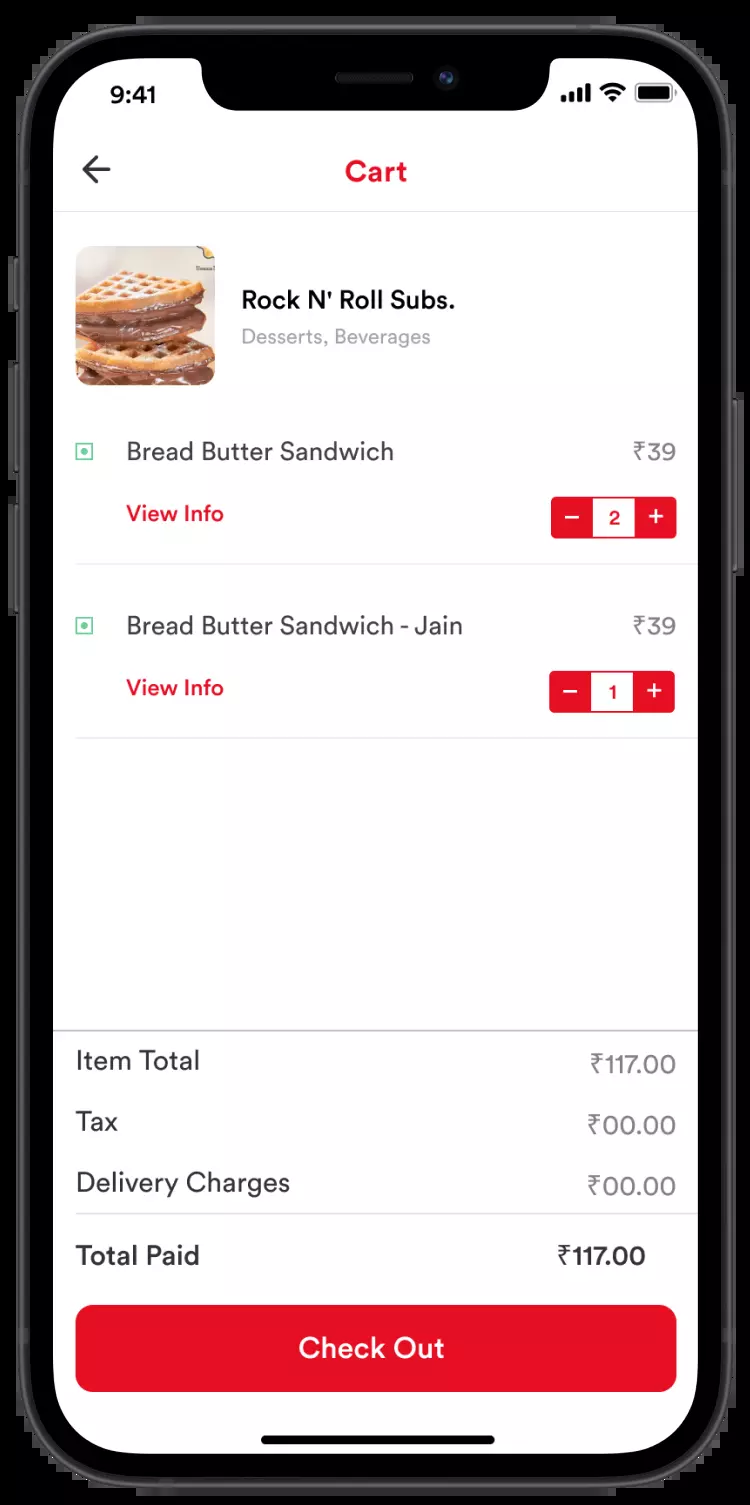 9:41
Cart
Rock N' Roll Subs.
Desserts, Beverages
Bread Butter Sandwich ₹39
View Info − 2 +
Bread Butter Sandwich - Jain ₹39
View Info − 1 +
Item Total ₹117.00
Tax ₹00.00
Delivery Charges ₹00.00
Total Paid ₹117.00
Check Out